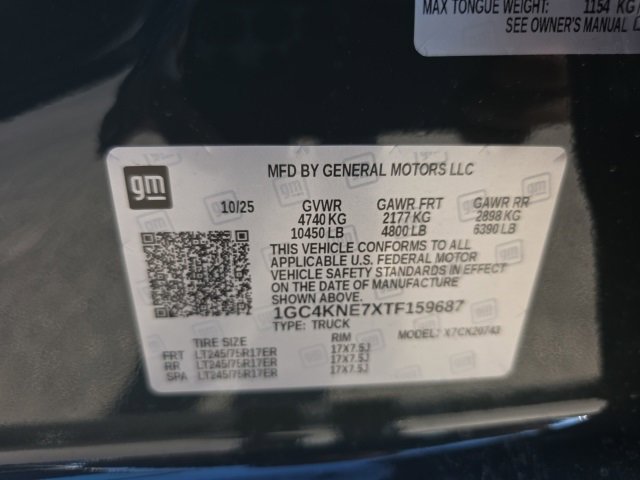 MAX TONGUE WEIGHT: 1154 KG
SEE OWNER'S MANUAL
gm
MFD BY GENERAL MOTORS LLC
10/25 GVWR GAWR FRT GAWR RR
4740 KG 2177 KG 2898 KG
10450 LB 4800 LB 6390 LB
THIS VEHICLE CONFORMS TO ALL
APPLICABLE U.S. FEDERAL MOTOR
VEHICLE SAFETY STANDARDS IN EFFECT
ON THE DATE OF MANUFACTURE
SHOWN ABOVE.
1GC4KNE7XTF159687
TYPE: TRUCK MODEL: X7CK20743
TIRE SIZE RIM
FRT LT245/75R17ER 17X7.5J
RR LT245/75R17ER 17X7.5J
SPA LT245/75R17ER 17X7.5J